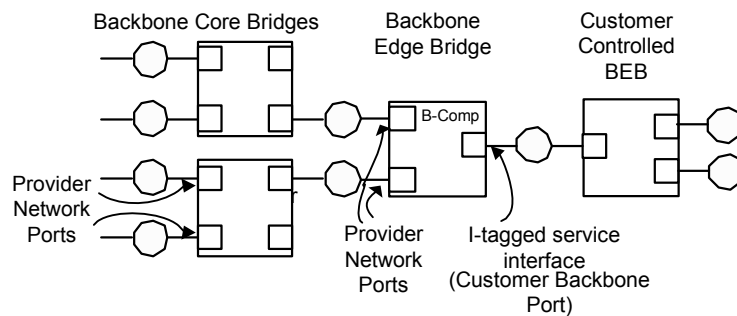 Backbone Core Bridges
Backbone
Edge Bridge
Customer
Controlled
BEB
B-Comp
Provider
Network
Ports
Provider
Network
Ports
I-tagged service
interface
(Customer Backbone
Port)